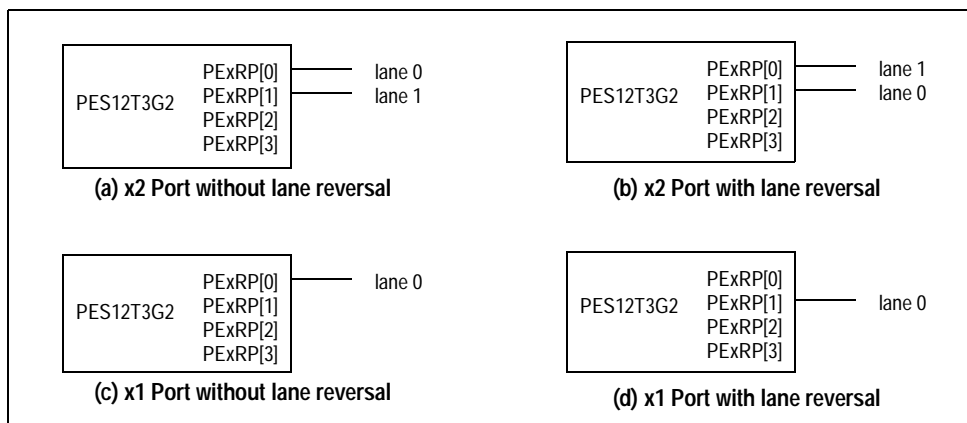 PES12T3G2
PExRP[0]
PExRP[1]
PExRP[2]
PExRP[3]
lane 0
lane 1
(a) x2 Port without lane reversal
PES12T3G2
PExRP[0]
PExRP[1]
PExRP[2]
PExRP[3]
lane 1
lane 0
(b) x2 Port with lane reversal
PES12T3G2
PExRP[0]
PExRP[1]
PExRP[2]
PExRP[3]
lane 0
(c) x1 Port without lane reversal
PES12T3G2
PExRP[0]
PExRP[1]
PExRP[2]
PExRP[3]
lane 0
(d) x1 Port with lane reversal